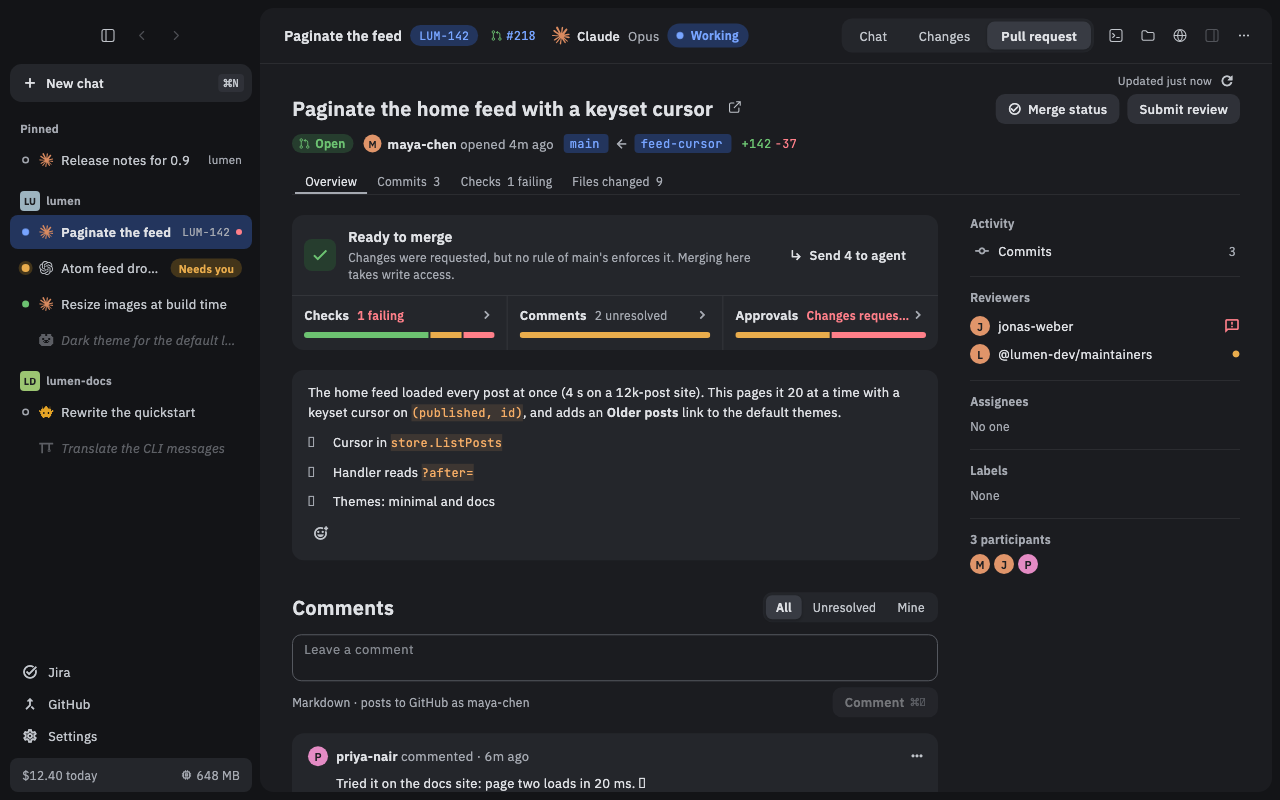 Paginate the feed LUM-142 #218 Claude Opus Working
Chat Changes Pull request
New chat ⌘N
Pinned
Release notes for 0.9 lumen
LU lumen
Paginate the feed LUM-142
Atom feed dro... Needs you
Resize images at build time
Dark theme for the default l...
LD lumen-docs
Rewrite the quickstart
Translate the CLI messages
Jira
GitHub
Settings
$12.40 today 648 MB
Updated just now
Paginate the home feed with a keyset cursor
Merge status Submit review
Open M maya-chen opened 4m ago main ← feed-cursor +142 -37
Overview Commits 3 Checks 1 failing Files changed 9
Ready to merge
Changes were requested, but no rule of main's enforces it. Merging here
takes write access.
Send 4 to agent
Checks 1 failing
Comments 2 unresolved
Approvals Changes reques...
The home feed loaded every post at once (4 s on a 12k-post site). This pages it 20 at a time with a
keyset cursor on (published, id), and adds an Older posts link to the default themes.
Cursor in store.ListPosts
Handler reads ?after=
Themes: minimal and docs
Comments
All Unresolved Mine
Leave a comment
Markdown · posts to GitHub as maya-chen
Comment ⌘
P priya-nair commented · 6m ago
Tried it on the docs site: page two loads in 20 ms.
Activity
Commits 3
Reviewers
J jonas-weber
L @lumen-dev/maintainers
Assignees
No one
Labels
None
3 participants
M J P